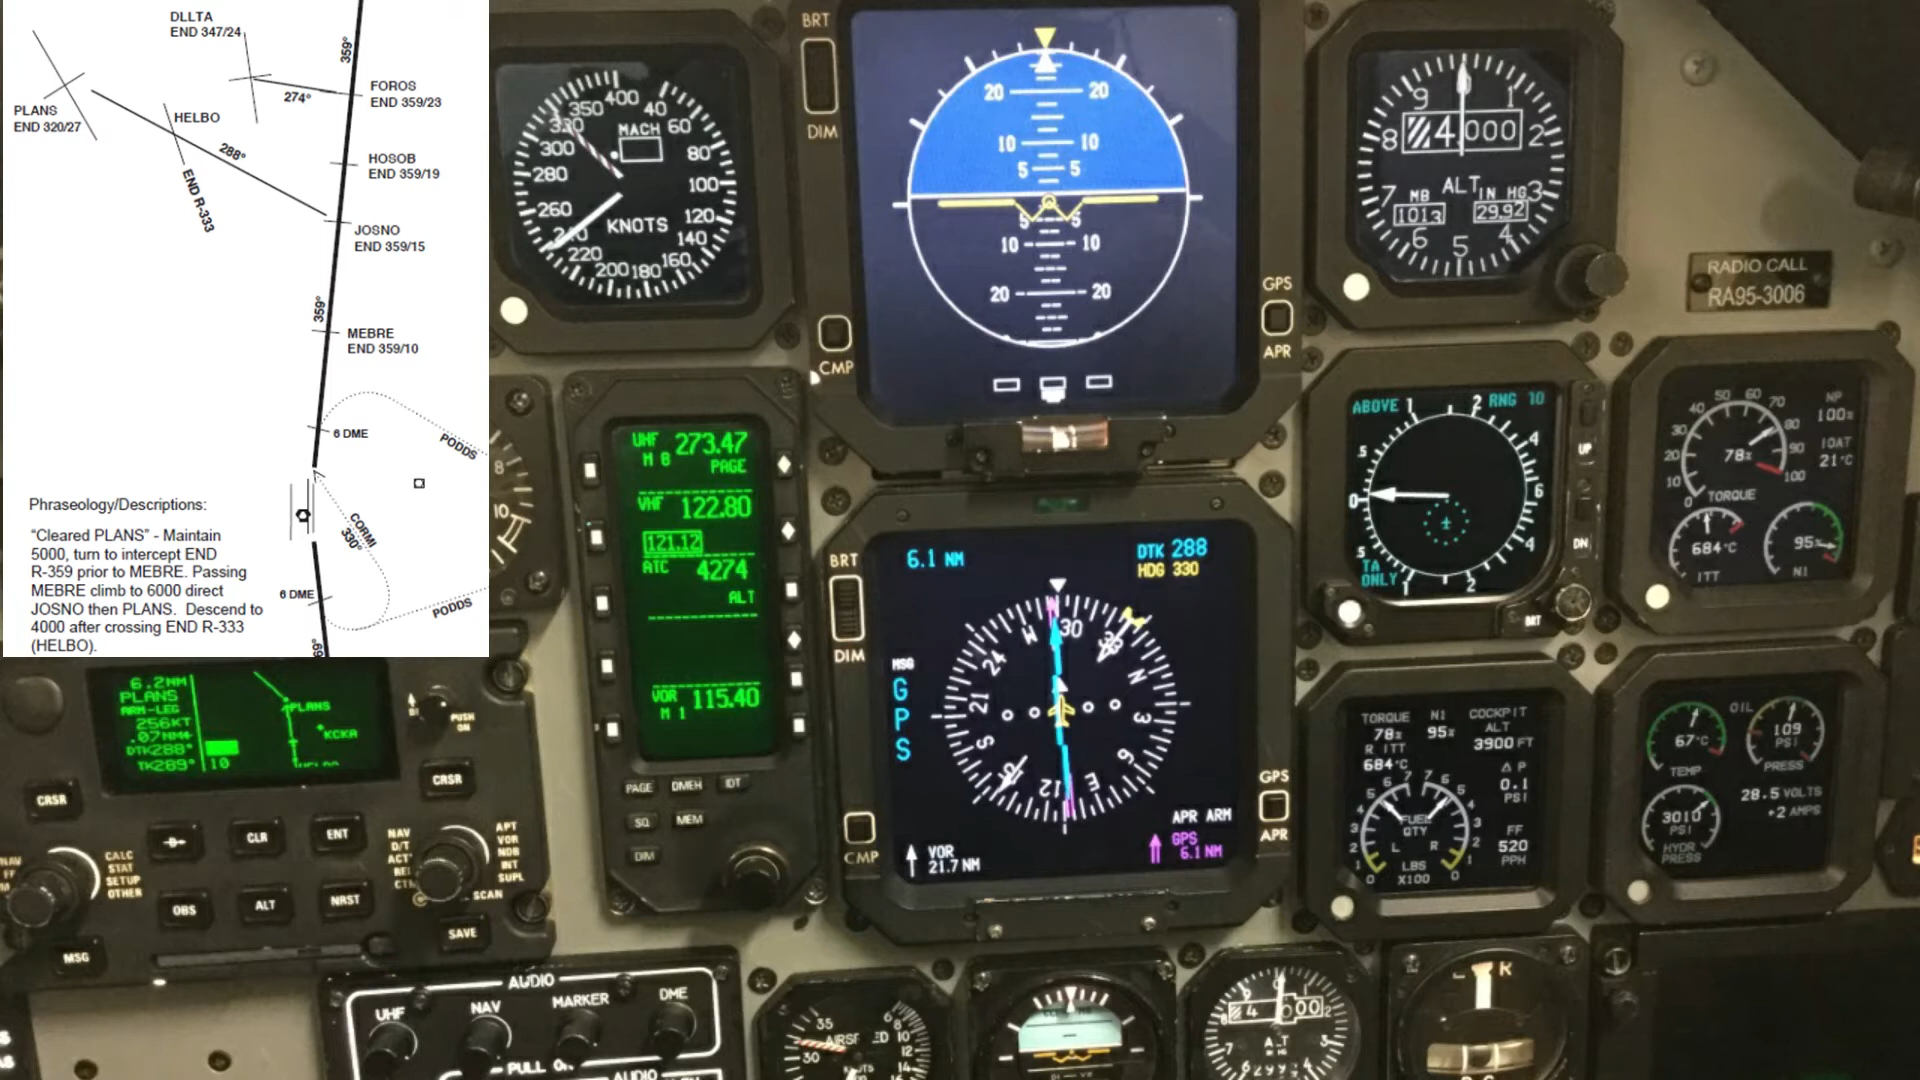 DLLTA
END 347/24
359°
FOROS
END 359/23
274°
PLANS
END 320/27
HELBO
288°
HOSOB
END 359/19
END R-333
JOSNO
END 359/15
359°
MEBRE
END 359/10
6 DME
PODDS
CORMI
330°
6 DME
PODDS
Phraseology/Descriptions:
“Cleared PLANS” - Maintain
5000, turn to intercept END
R-359 prior to MEBRE. Passing
MEBRE climb to 6000 direct
JOSNO then PLANS. Descend to
4000 after crossing END R-333
(HELBO).
400
350
330
300
280
260
240
220
200
180
160
140
120
100
80
60
40
MACH
KNOTS
BRT
DIM
CMP
GPS
APR
20 20
10 10
5 5
5 5
10 10
20 20
9 1
8 4 000 2
7 MB ALT IN HG 3
1013 29.92
6 5 4
RADIO CALL
RA95-3006
UHF 273.47
M 8 PAGE
VHF 122.80
121.12
ATC 4274
ALT
VOR 115.40
M 1
PAGE DMEH IDT
SQ MEM
DIM
ABOVE 1 2 RNG 10
.5 4
0 6
.5 4
TA
ONLY 1 2
UP
DN
BRT
NP
100%
IOAT
21°C
0 10 20 30 40 50 60 70 80 90 100
78%
TORQUE
684°C
ITT
95%
N1
BRT
DIM
CMP
GPS
APR
6.1 NM
DTK 288
HDG 330
MSG
G
P
S
W 30 33 N 3 6 E 12 S 21 24
APR ARM
VOR
21.7 NM
GPS
6.1 NM
TORQUE
78%
N1
95%
COCKPIT
ALT
3900 FT
R ITT
684°C
Δ P
0.1
PSI
FUEL
QTY
L R
LBS
X100
FF
520
PPH
OIL
67°C
TEMP
109
PSI
PRESS
3010
PSI
HYDR
PRESS
28.5 VOLTS
+2 AMPS
6.2NM
PLANS
ARM-LEG
256KT
.07NM
DTK288°
TK289°
10
PLANS
KCKA
PUSH
ON
CRSR
CRSR
CLR
ENT
OBS
ALT
NRST
SAVE
MSG
CALC
STAT
SETUP
OTHER
NAV
D/T
ACT
APT
VOR
NDB
INT
SUPL
SCAN
AUDIO
UHF NAV MARKER DME
PULL ON
AUDIO
35
30
ALT
R